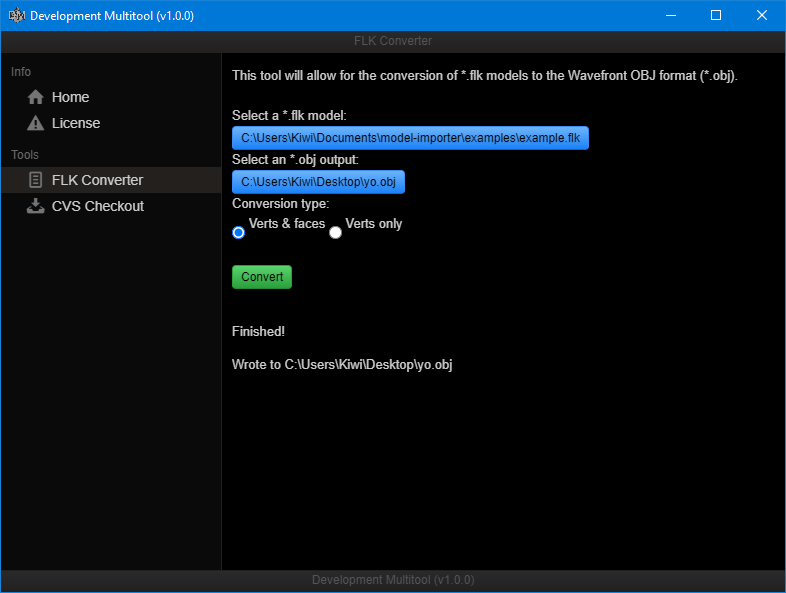 Development Multitool (v1.0.0)
FLK Converter
Info
Home
License
Tools
FLK Converter
CVS Checkout
This tool will allow for the conversion of *.flk models to the Wavefront OBJ format (*.obj).
Select a *.flk model:
C:\Users\Kiwi\Documents\model-importer\examples\example.flk
Select an *.obj output:
C:\Users\Kiwi\Desktop\yo.obj
Conversion type:
Verts & faces Verts only
Convert
Finished!
Wrote to C:\Users\Kiwi\Desktop\yo.obj
Development Multitool (v1.0.0)